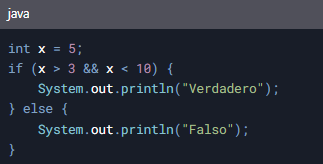 java
int x = 5;
if (x > 3 && x < 10) {
    System.out.println("Verdadero");
} else {
    System.out.println("Falso");
}